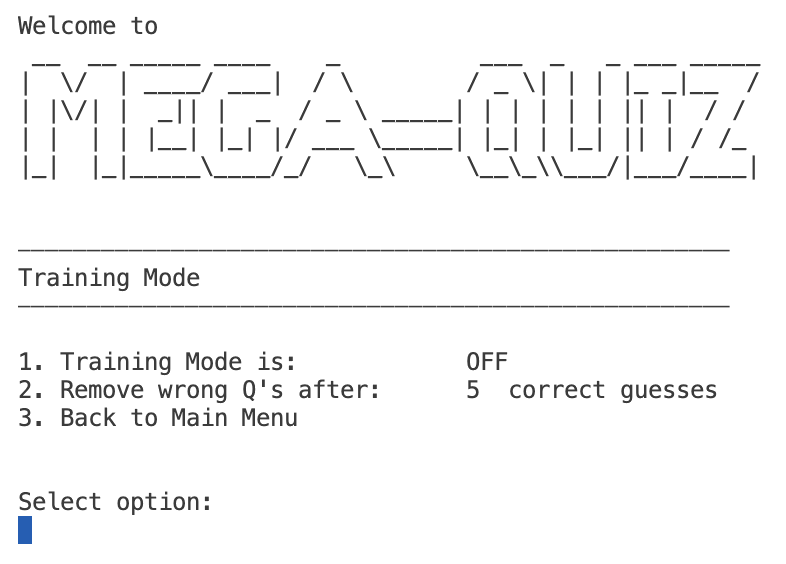 Welcome to
MEGA-QUIZ
Training Mode
1. Training Mode is: OFF
2. Remove wrong Q's after: 5 correct guesses
3. Back to Main Menu
Select option: